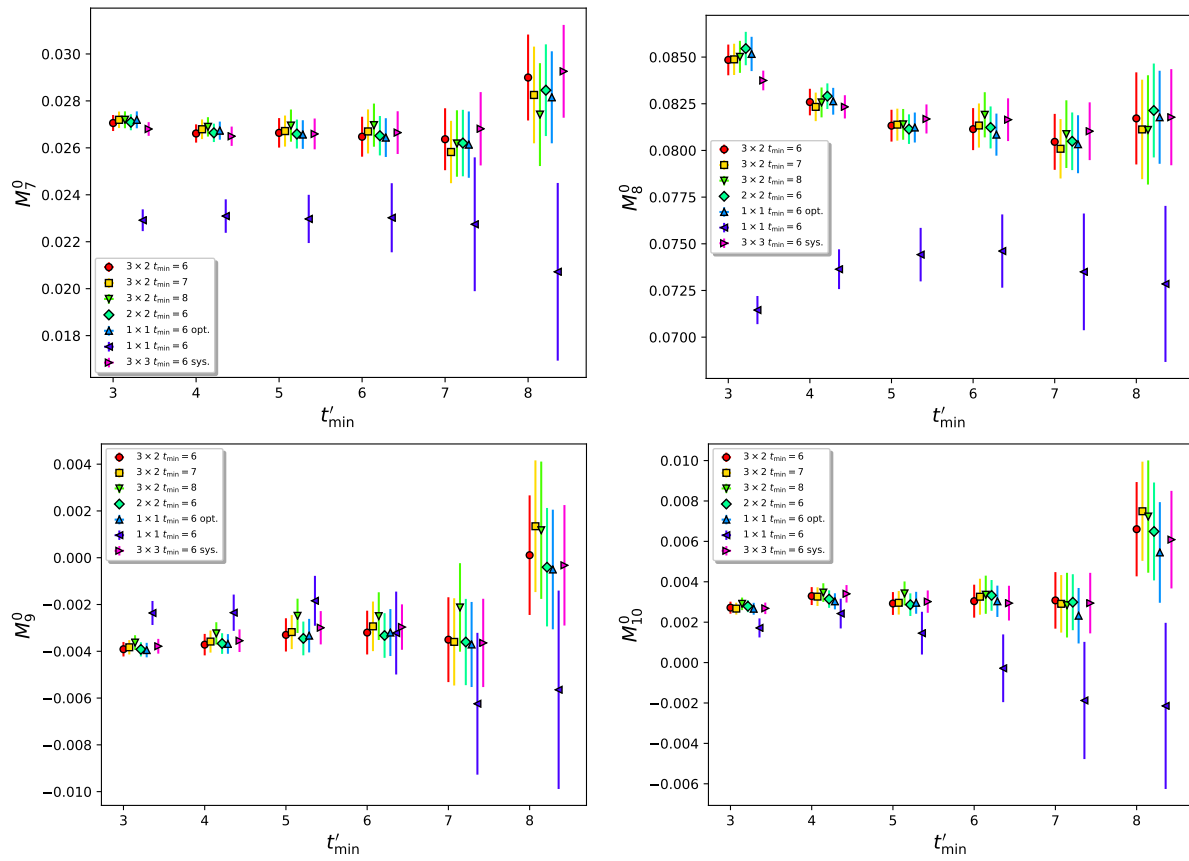 0.030
0.028
0.026
0.024
0.022
0.020
0.018
M⁰₇
3 × 2 t_min = 6
3 × 2 t_min = 7
3 × 2 t_min = 8
2 × 2 t_min = 6
1 × 1 t_min = 6 opt.
1 × 1 t_min = 6
3 × 3 t_min = 6 sys.
3 4 5 6 7 8
t′_min
0.0850
0.0825
0.0800
0.0775
0.0750
0.0725
0.0700
M⁰₈
3 × 2 t_min = 6
3 × 2 t_min = 7
3 × 2 t_min = 8
2 × 2 t_min = 6
1 × 1 t_min = 6 opt.
1 × 1 t_min = 6
3 × 3 t_min = 6 sys.
3 4 5 6 7 8
t′_min
0.004
0.002
0.000
−0.002
−0.004
−0.006
−0.008
−0.010
M⁰₉
3 × 2 t_min = 6
3 × 2 t_min = 7
3 × 2 t_min = 8
2 × 2 t_min = 6
1 × 1 t_min = 6 opt.
1 × 1 t_min = 6
3 × 3 t_min = 6 sys.
3 4 5 6 7 8
t′_min
0.010
0.008
0.006
0.004
0.002
0.000
−0.002
−0.004
−0.006
M⁰₁₀
3 × 2 t_min = 6
3 × 2 t_min = 7
3 × 2 t_min = 8
2 × 2 t_min = 6
1 × 1 t_min = 6 opt.
1 × 1 t_min = 6
3 × 3 t_min = 6 sys.
3 4 5 6 7 8
t′_min